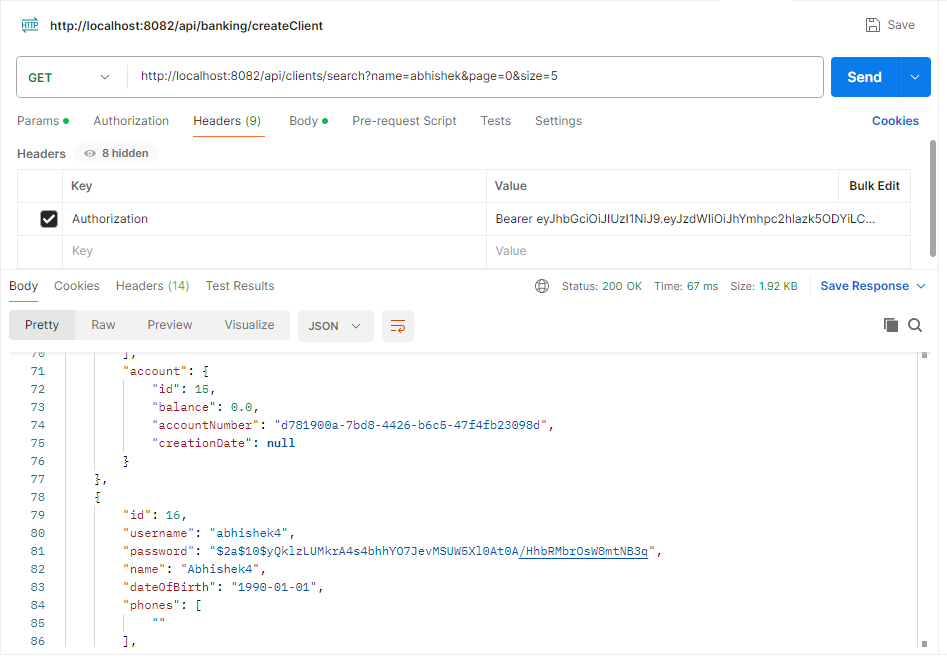 HTTP http://localhost:8082/api/banking/createClient Save
GET http://localhost:8082/api/clients/search?name=abhishek&page=0&size=5 Send
Params Authorization Headers (9) Body Pre-request Script Tests Settings Cookies
Headers 8 hidden
Key Value Bulk Edit
Authorization Bearer eyJhbGciOiJIUzI1NiJ9.eyJzdWIiOiJhYmhpc2hlazk5ODYiLC...
Key Value
Body Cookies Headers (14) Test Results Status: 200 OK Time: 67 ms Size: 1.92 KB Save Response
Pretty Raw Preview Visualize JSON
70 ],
71 "account": {
72 "id": 15,
73 "balance": 0.0,
74 "accountNumber": "d781900a-7bd8-4426-b6c5-47f4fb23098d",
75 "creationDate": null
76 }
77 },
78 {
79 "id": 16,
80 "username": "abhishek4",
81 "password": "$2a$10$yQklzLUMkrA4s4bhhYO7JevMSUW5Xl0At0A/HhbRMbrOsW8mtNB3q",
82 "name": "Abhishek4",
83 "dateOfBirth": "1990-01-01",
84 "phones": [
85 ""
86 ],